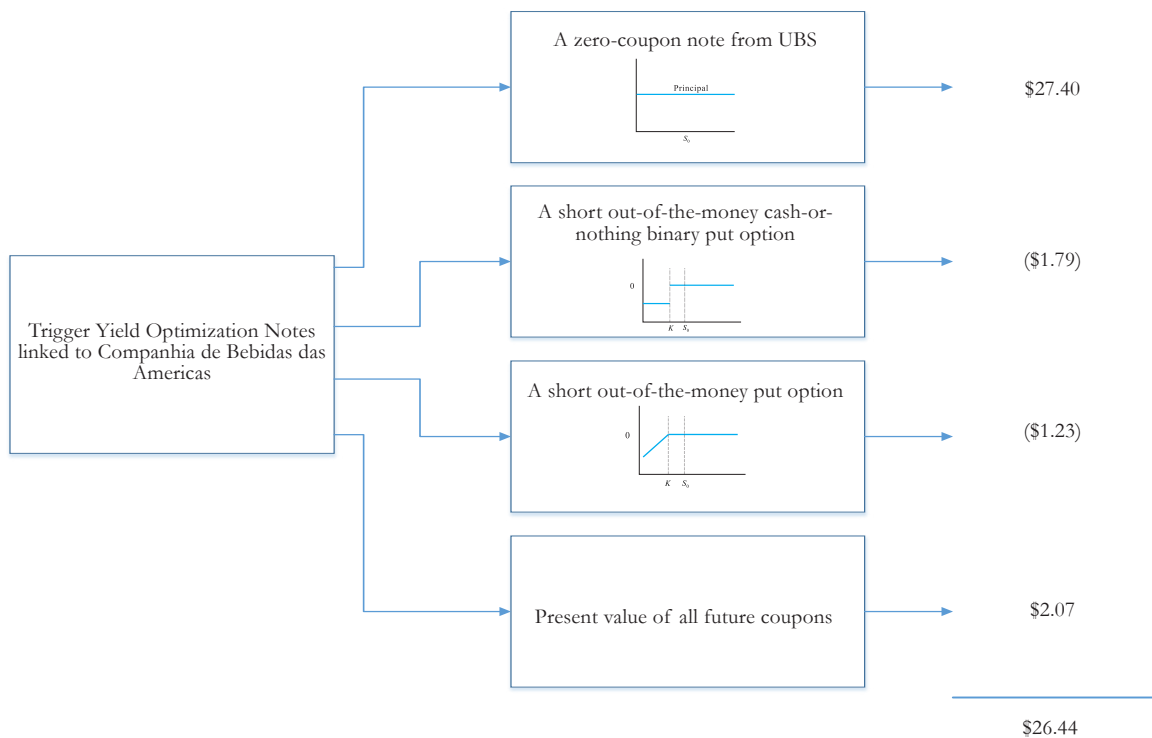 A zero-coupon note from UBS
Principal
S0
$27.40
A short out-of-the-money cash-or-
nothing binary put option
0
K S0
($1.79)
Trigger Yield Optimization Notes
linked to Companhia de Bebidas das
Americas
A short out-of-the-money put option
0
K S0
($1.23)
Present value of all future coupons
$2.07
$26.44